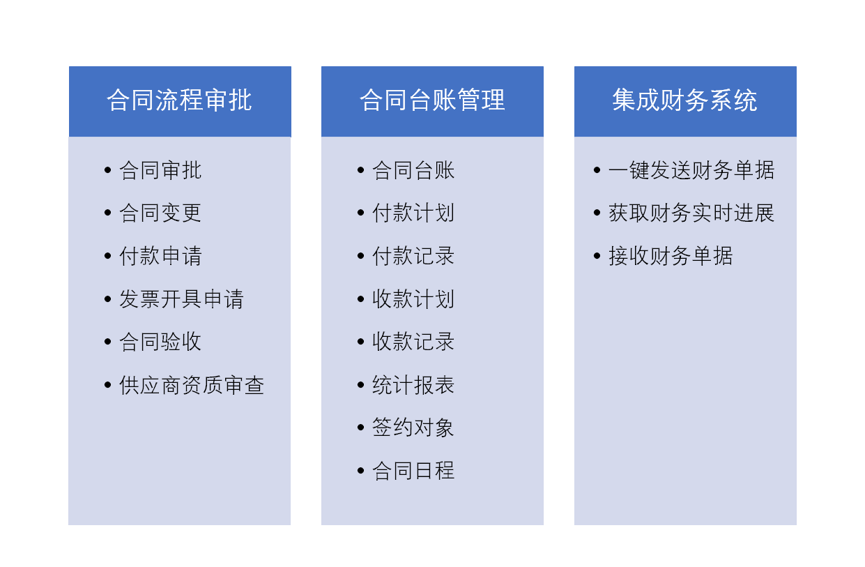 合同流程审批
• 合同审批
• 合同变更
• 付款申请
• 发票开具申请
• 合同验收
• 供应商资质审查
合同台账管理
• 合同台账
• 付款计划
• 付款记录
• 收款计划
• 收款记录
• 统计报表
• 签约对象
• 合同日程
集成财务系统
• 一键发送财务单据
• 获取财务实时进展
• 接收财务单据